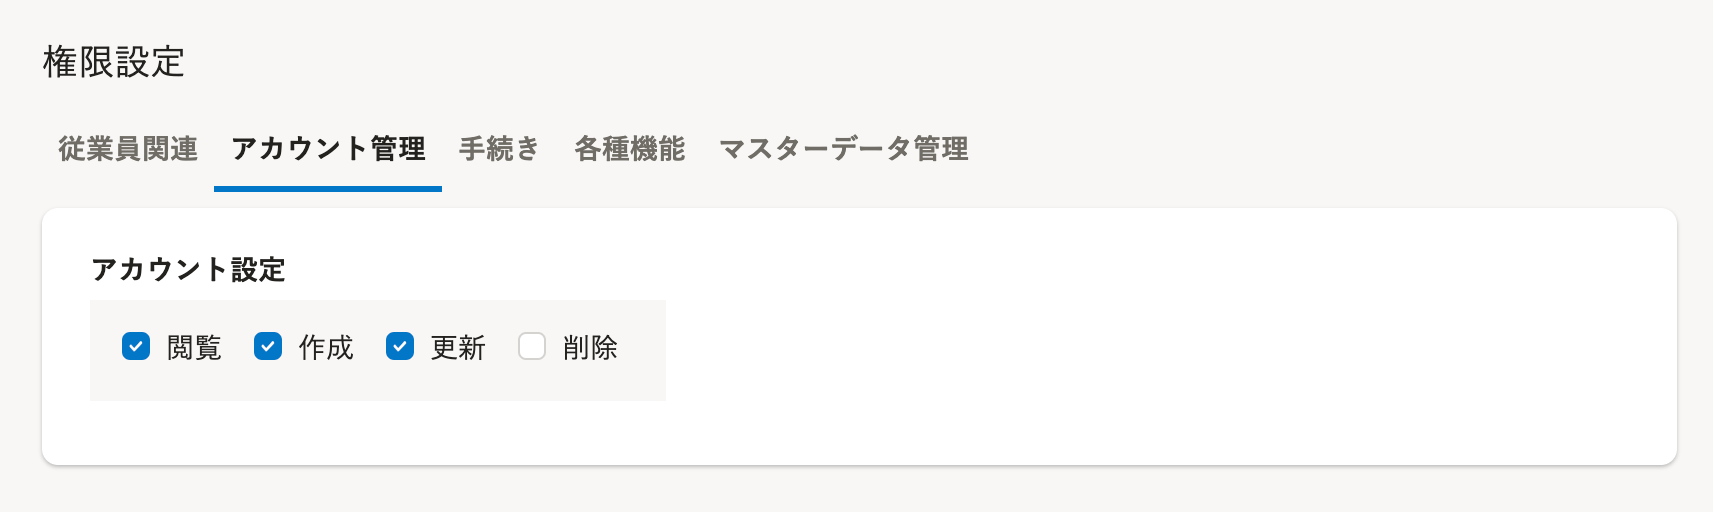 権限設定
従業員関連 アカウント管理 手続き 各種機能 マスターデータ管理
アカウント設定
閲覧 作成 更新 削除